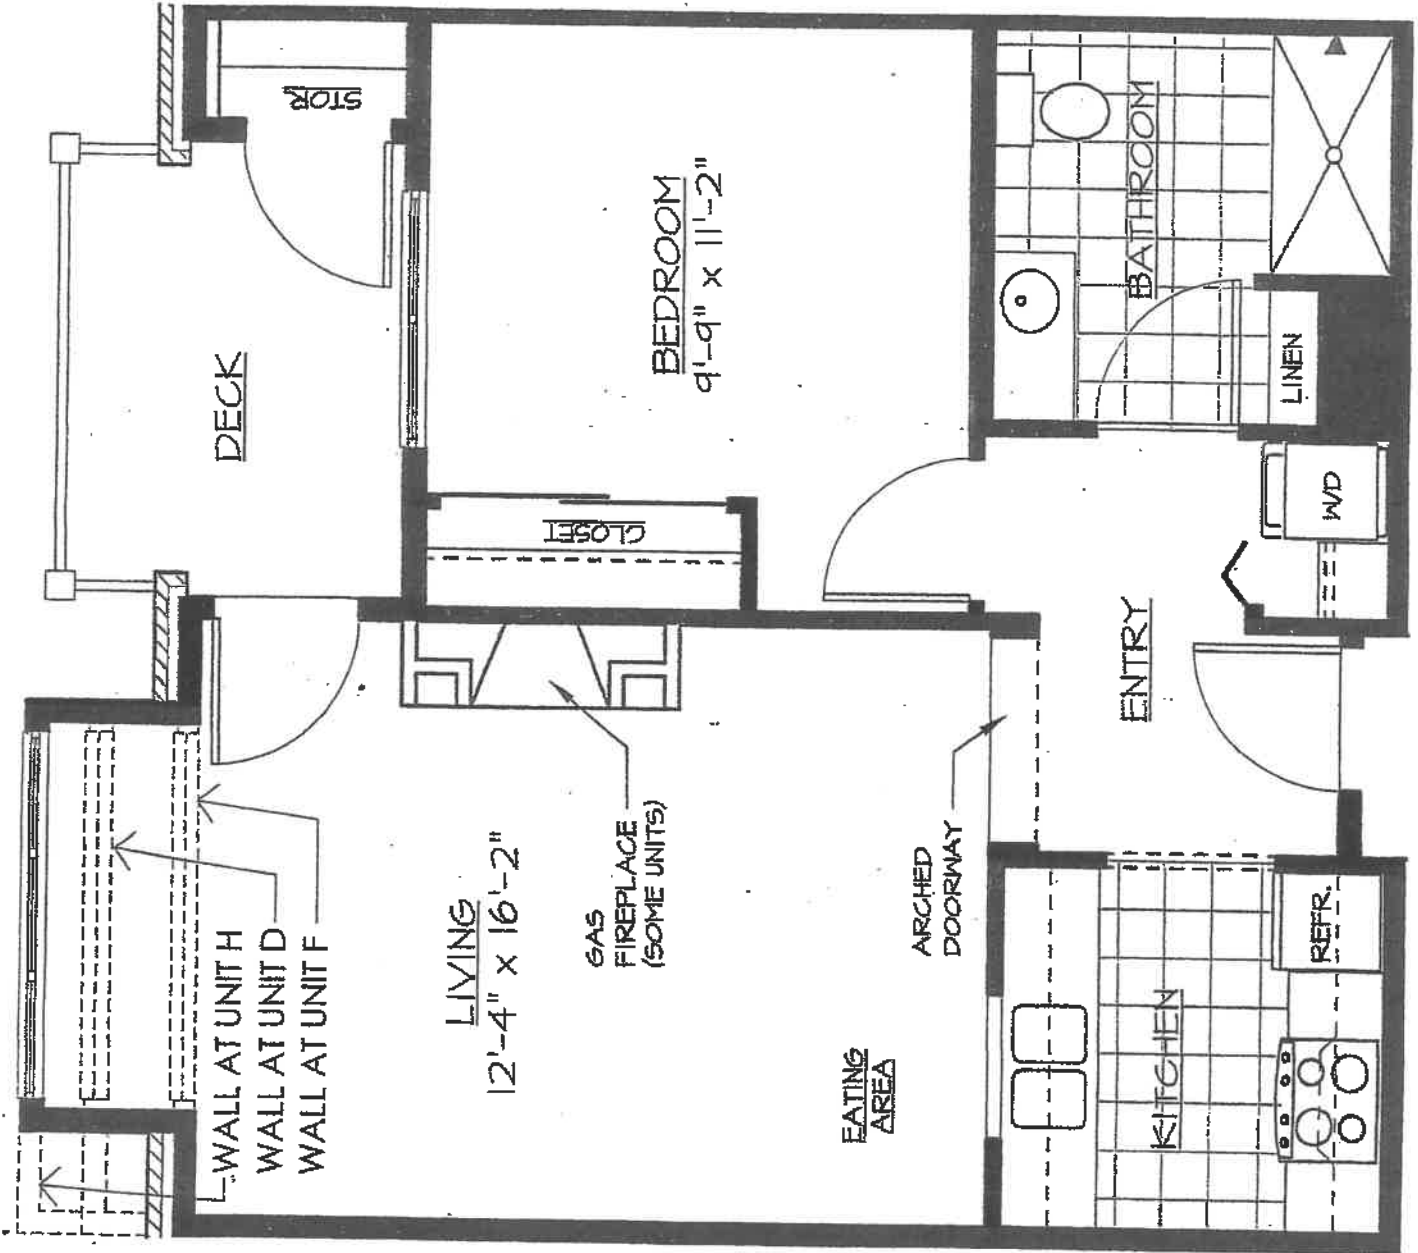 STOR.
DECK
BEDROOM
9'-9" x 11'-2"
BATHROOM
LINEN
CLOSET
W/D
ENTRY
WALL AT UNIT H
WALL AT UNIT D
WALL AT UNIT F
LIVING
12'-4" x 16'-2"
GAS
FIREPLACE
(SOME UNITS)
ARCHED
DOORWAY
EATING
AREA
KITCHEN
REFR.